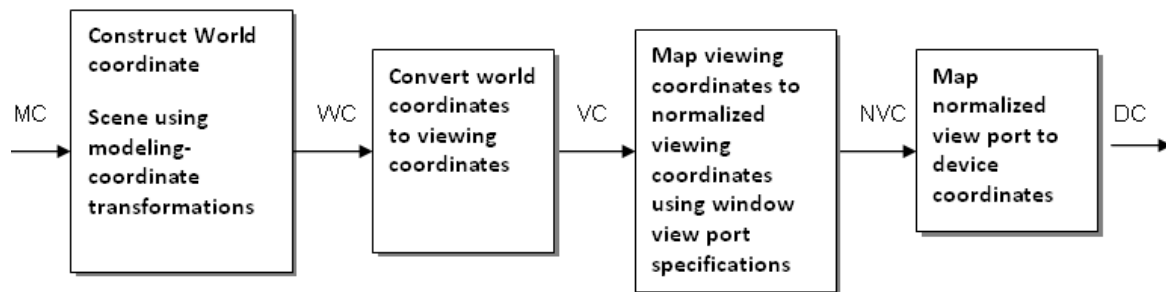 MC
Construct World
coordinate
Scene using
modeling-
coordinate
transformations
WC
Convert world
coordinates
to viewing
coordinates
VC
Map viewing
coordinates to
normalized
viewing
coordinates
using window
view port
specifications
NVC
Map
normalized
view port to
device
coordinates
DC